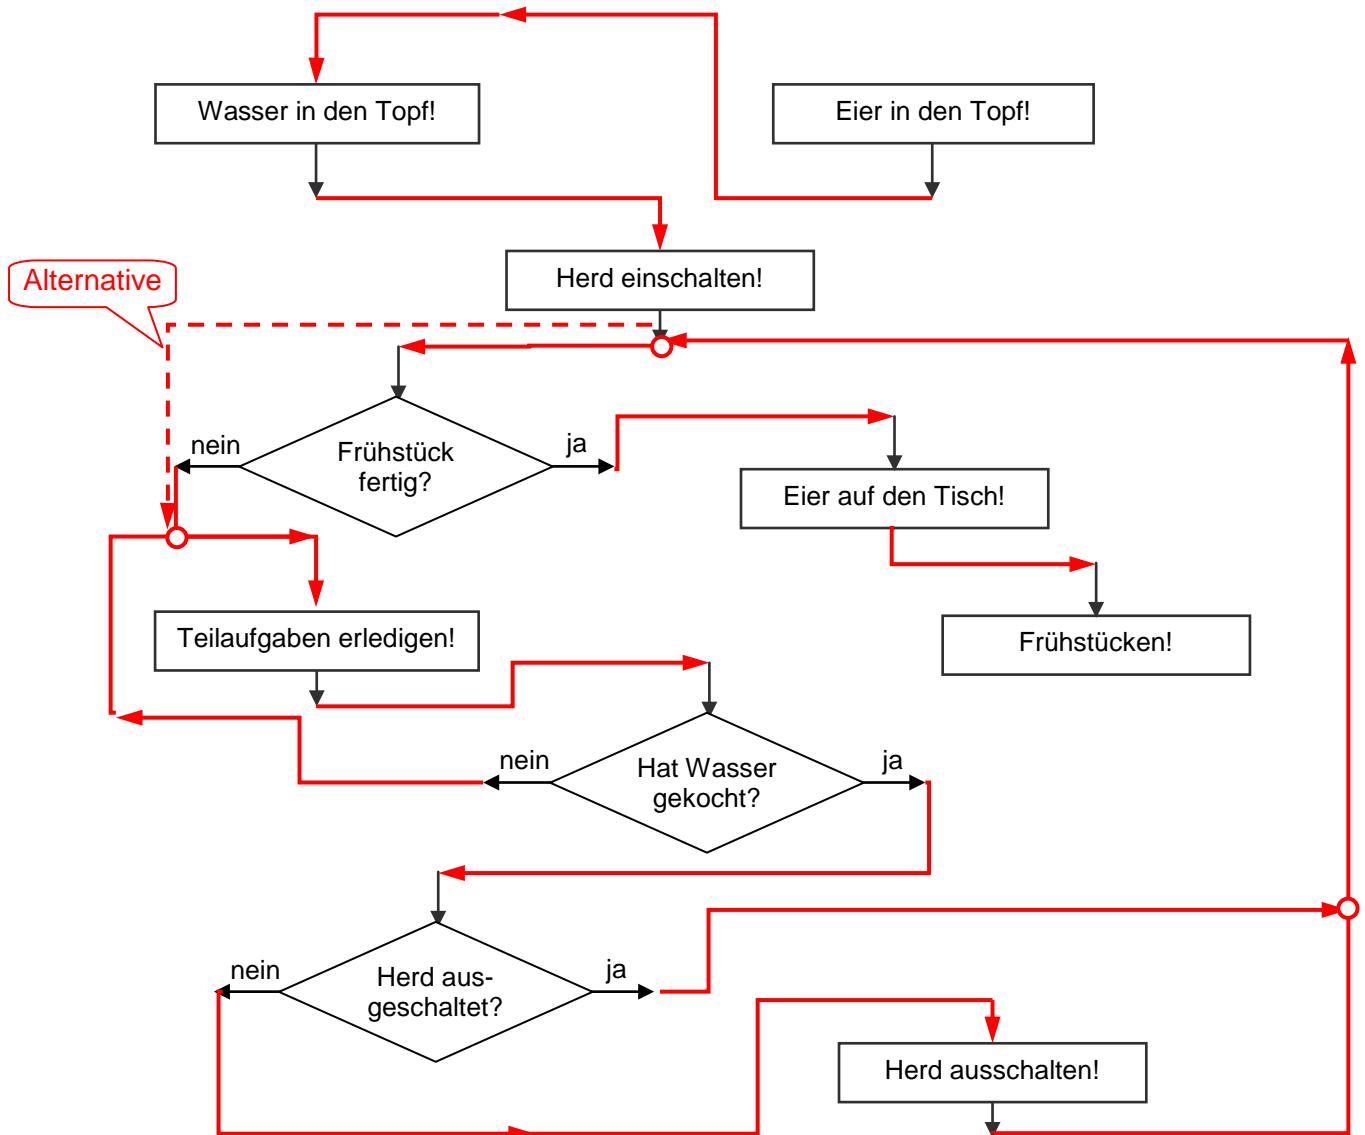 Wasser in den Topf!
Eier in den Topf!
Herd einschalten!
Alternative
nein
Frühstück
fertig?
ja
Eier auf den Tisch!
Teilaufgaben erledigen!
Frühstücken!
nein
Hat Wasser
gekocht?
ja
nein
Herd aus-
geschaltet?
ja
Herd ausschalten!